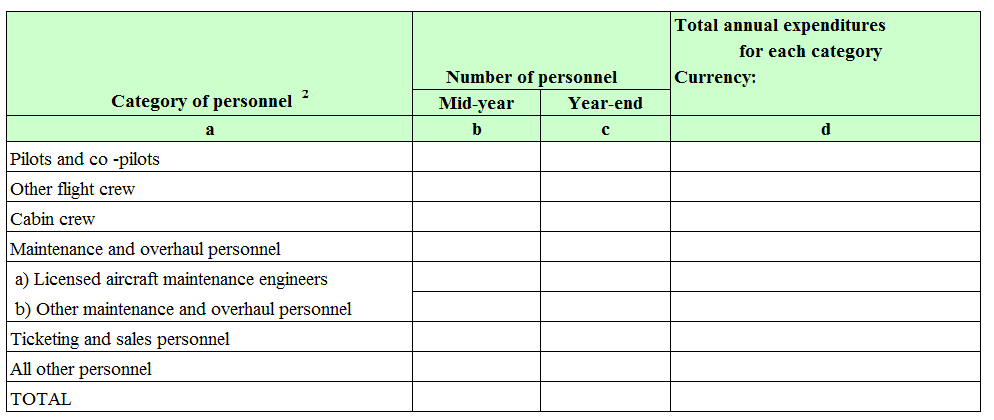 Total annual expenditures
for each category
Number of personnel
Currency:
Category of personnel 2
Mid-year
Year-end
a
b
c
d
Pilots and co -pilots
Other flight crew
Cabin crew
Maintenance and overhaul personnel
a) Licensed aircraft maintenance engineers
b) Other maintenance and overhaul personnel
Ticketing and sales personnel
All other personnel
TOTAL